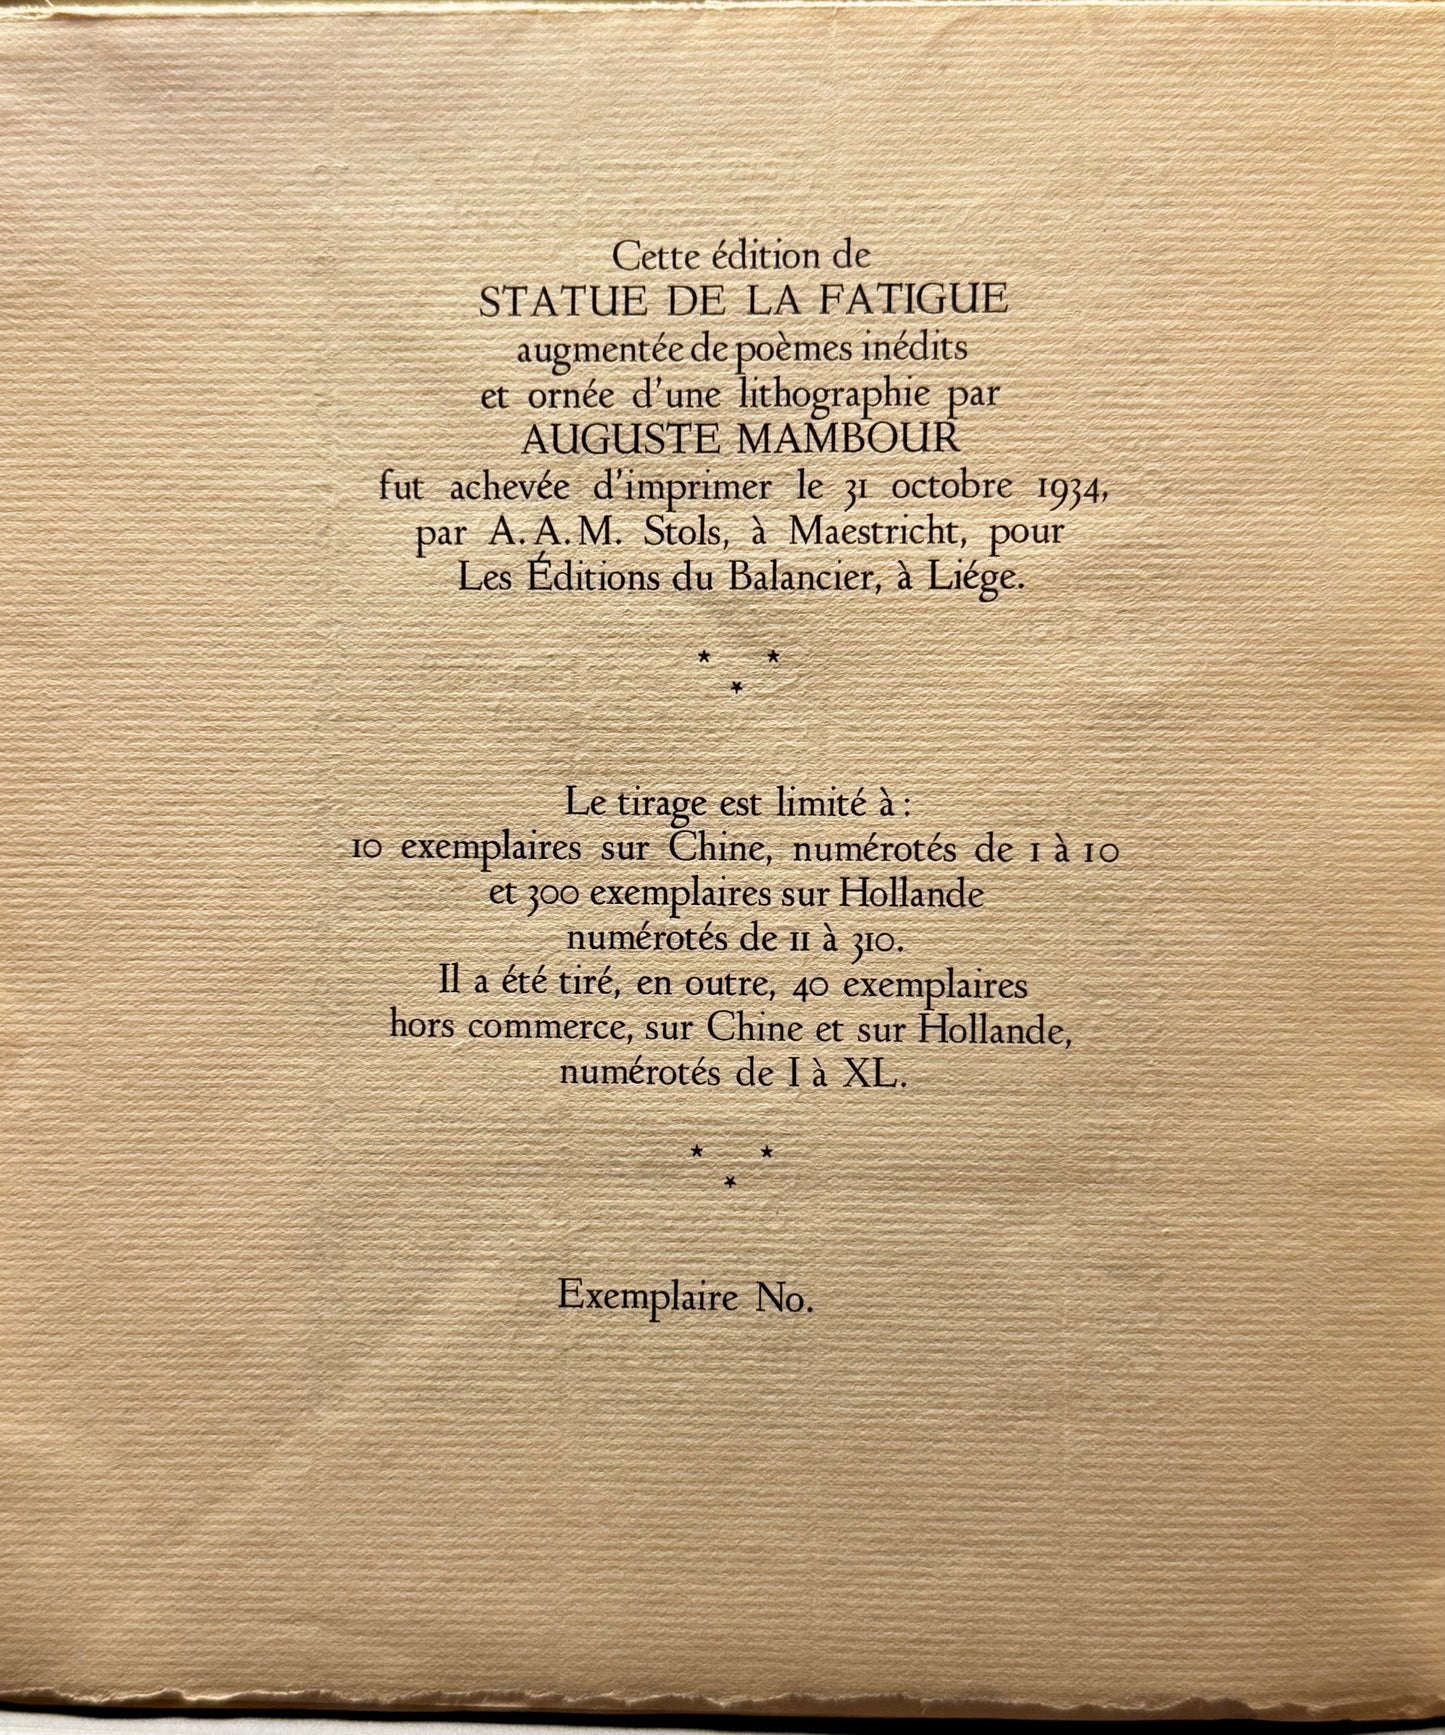 Cette édition de
STATUE DE LA FATIGUE
augmentée de poèmes inédits
et ornée d'une lithographie par
AUGUSTE MAMBOUR
fut achevée d'imprimer le 31 octobre 1934,
par A. A. M. Stols, à Maestricht, pour
Les Éditions du Balancier, à Liége.
* *
*
Le tirage est limité à :
10 exemplaires sur Chine, numérotés de 1 à 10
et 300 exemplaires sur Hollande
numérotés de 11 à 310.
Il a été tiré, en outre, 40 exemplaires
hors commerce, sur Chine et sur Hollande,
numérotés de I à XL.
* *
*
Exemplaire No.